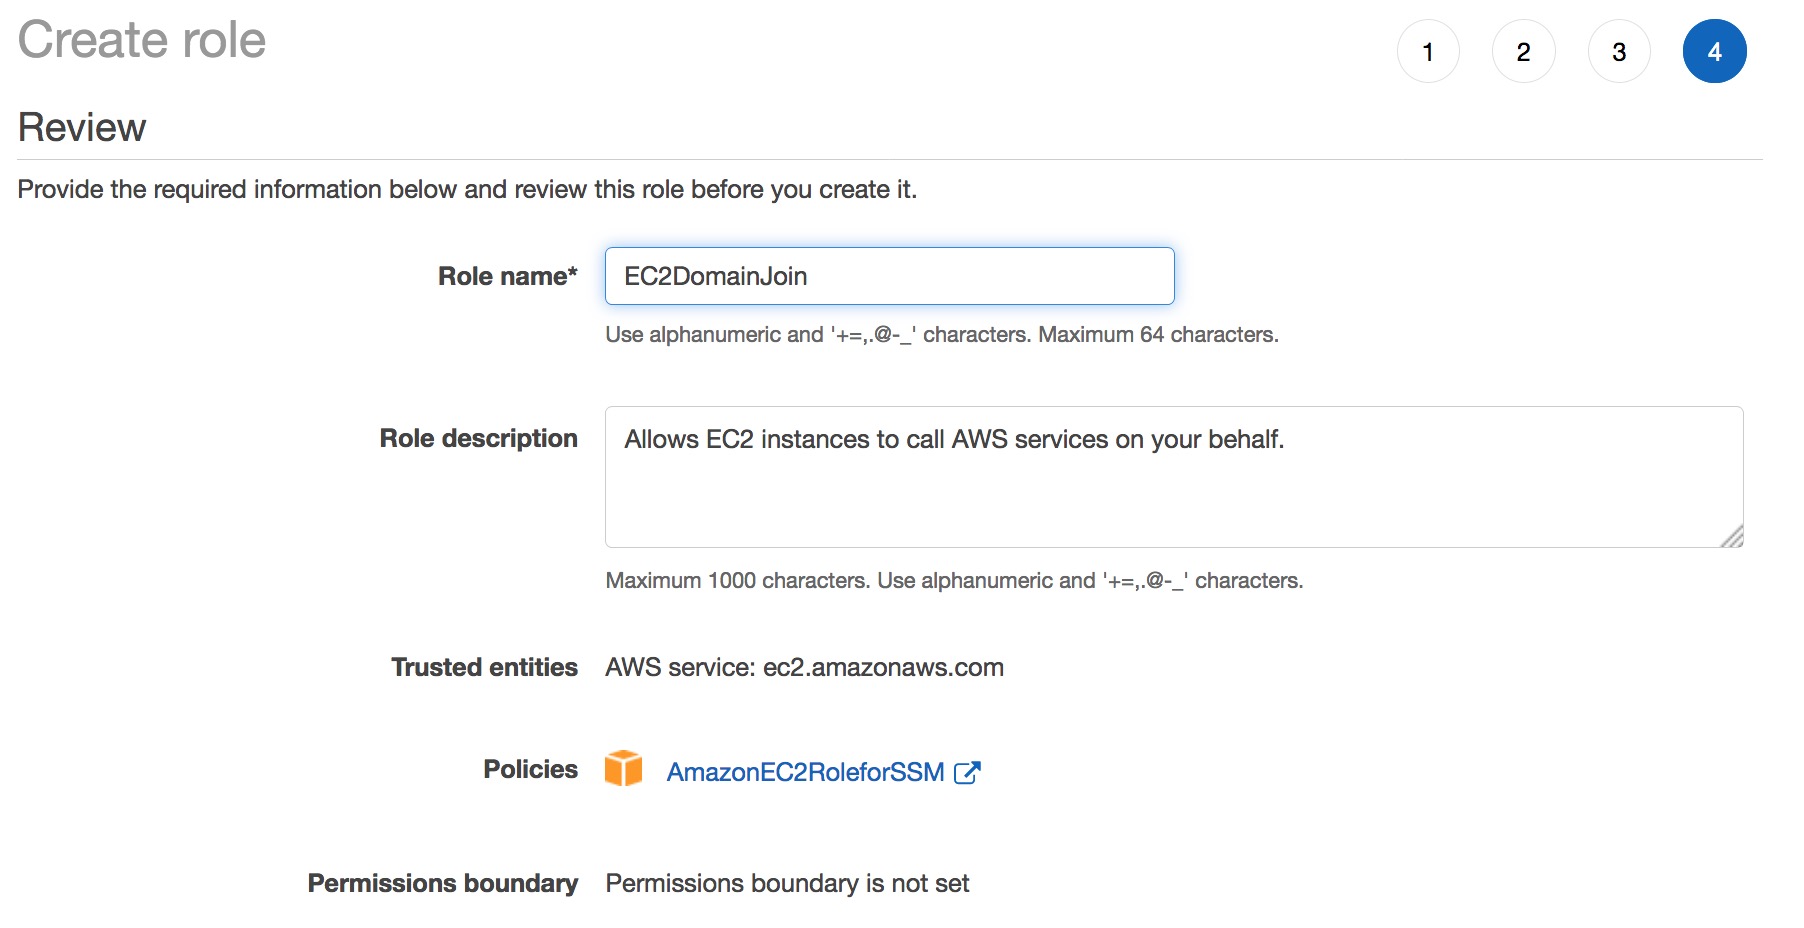 Create role
1 2 3 4
Review
Provide the required information below and review this role before you create it.
Role name* EC2DomainJoin
Use alphanumeric and '+=,.@-_' characters. Maximum 64 characters.
Role description Allows EC2 instances to call AWS services on your behalf.
Maximum 1000 characters. Use alphanumeric and '+=,.@-_' characters.
Trusted entities AWS service: ec2.amazonaws.com
Policies AmazonEC2RoleforSSM
Permissions boundary Permissions boundary is not set